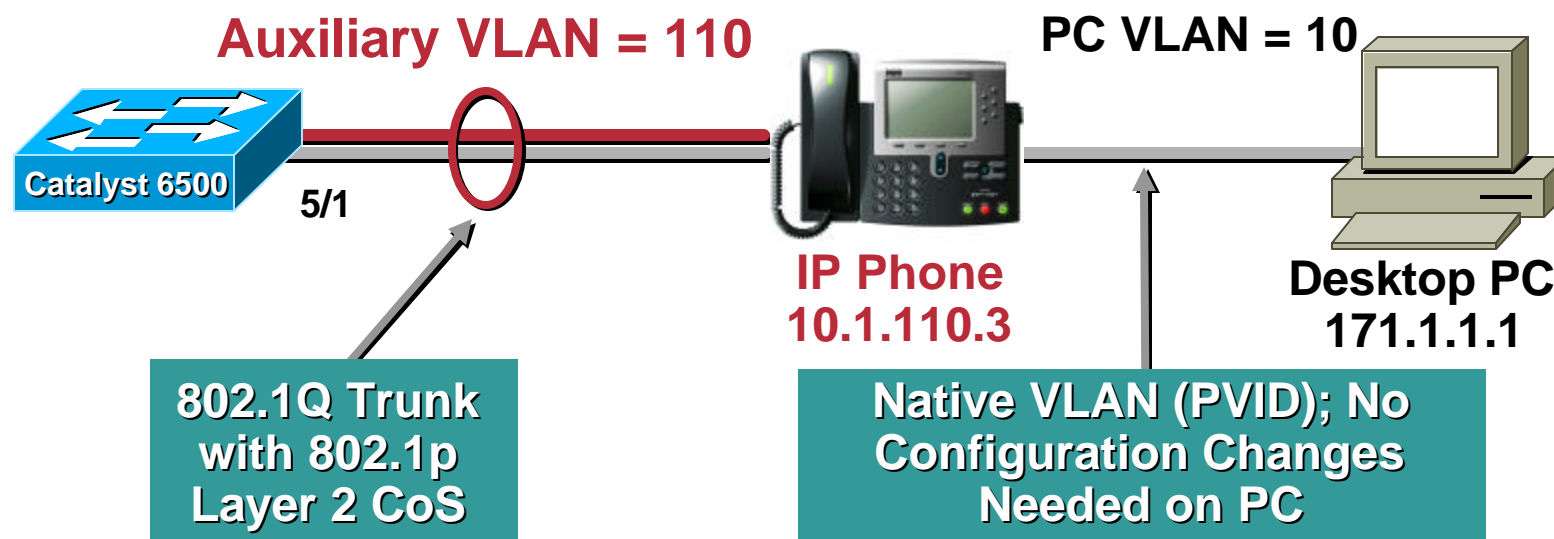 Auxiliary VLAN = 110
PC VLAN = 10
Catalyst 6500
5/1
IP Phone
10.1.110.3
Desktop PC
171.1.1.1
802.1Q Trunk
with 802.1p
Layer 2 CoS
Native VLAN (PVID); No
Configuration Changes
Needed on PC